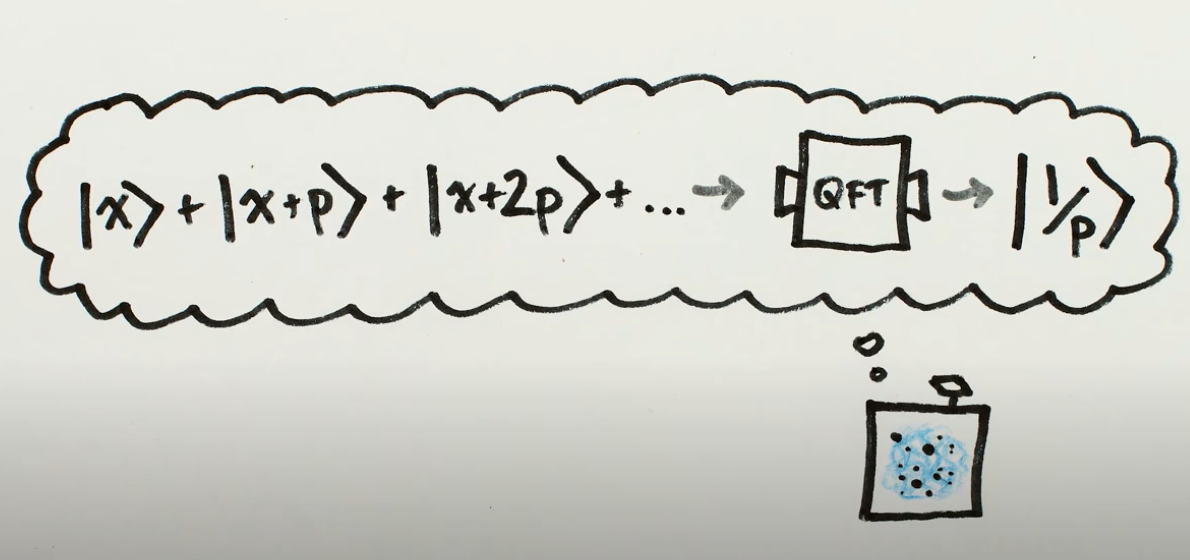 |x⟩ + |x+p⟩ + |x+2p⟩ + ... → QFT → |1/p⟩